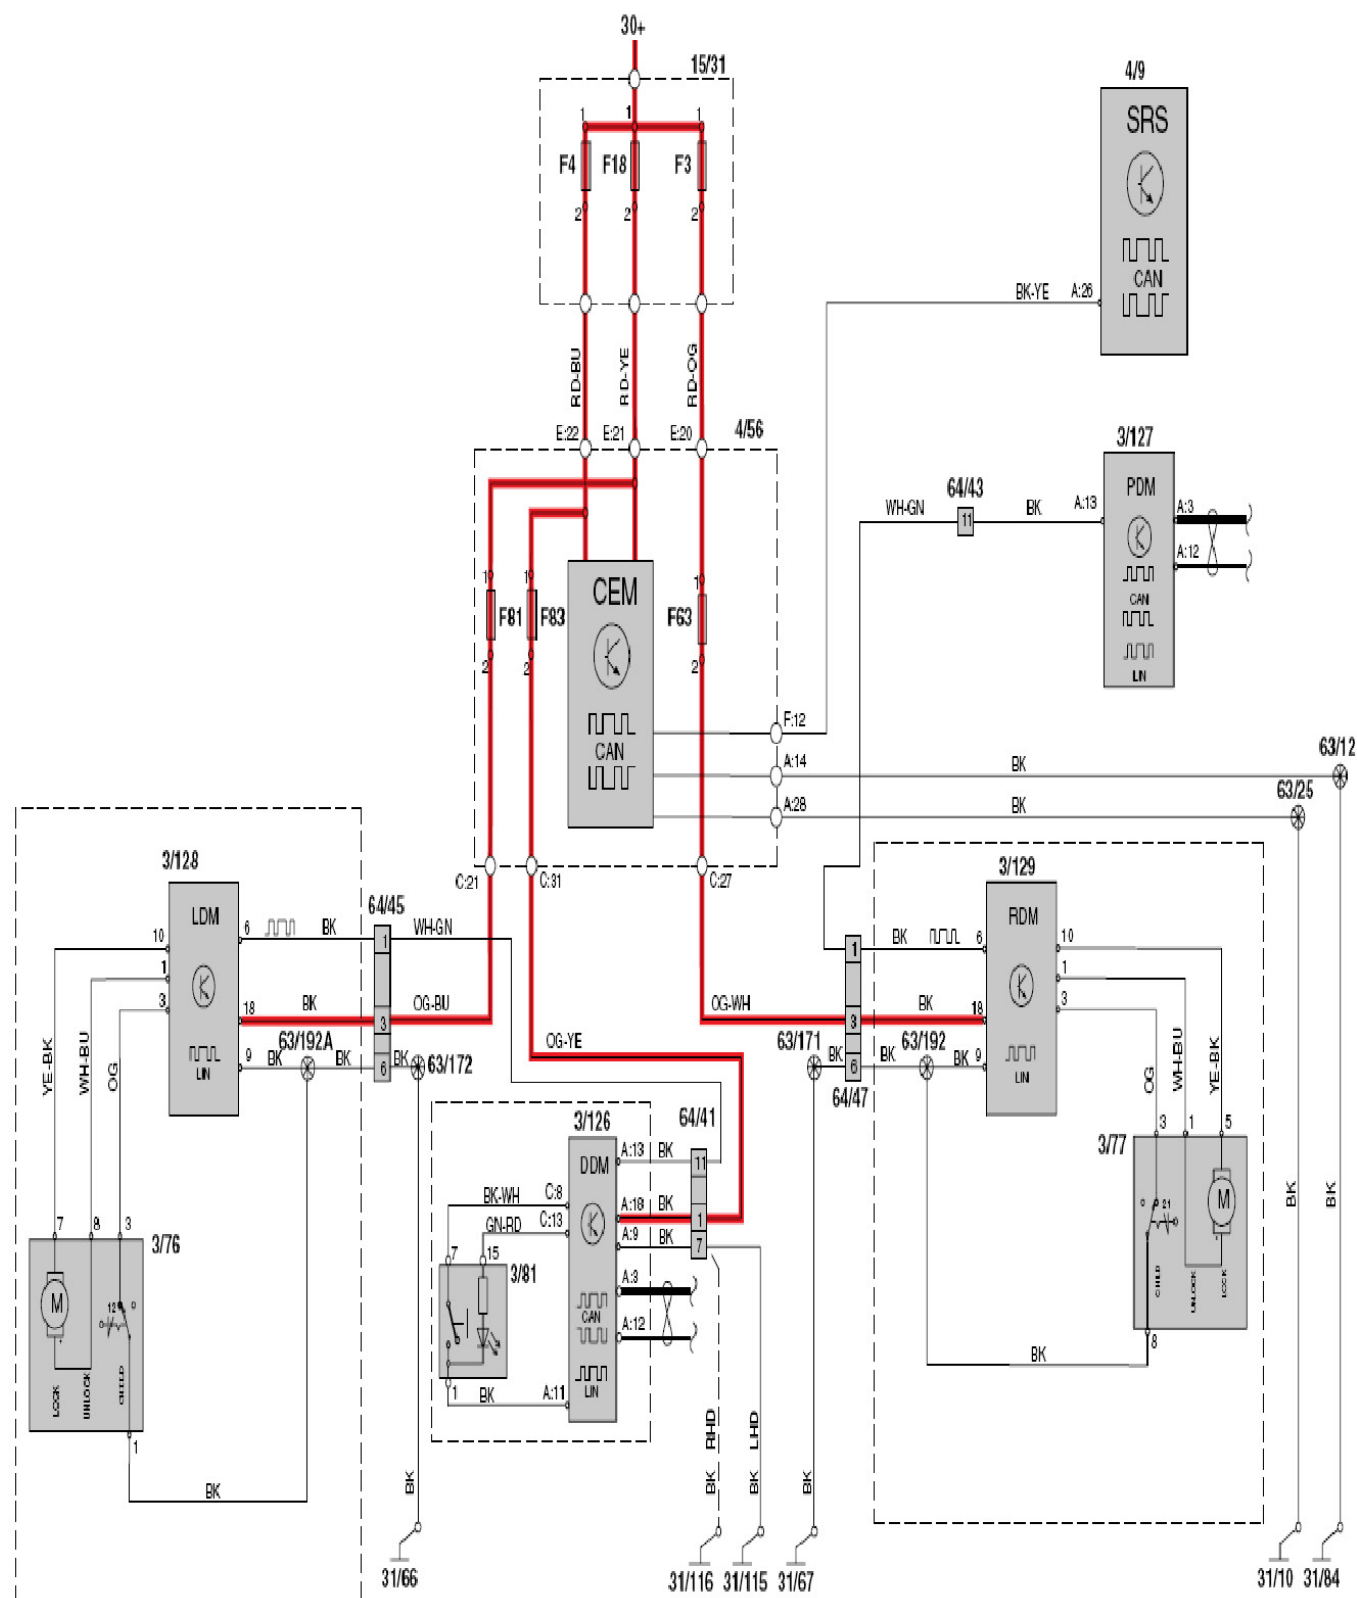 30+
15/31
4/9
SRS
1 1 1
F4 F18 F3
2 2 2
CAN
BK-YE A:26
RD-BU RD-YE RD-OG
E:22 E:21 E:20 4/56
3/127
PDM
64/43
WH-GN 11 BK A:13
A:3
A:12
CAN
LIN
CEM
1 1 1
F81 F83 F63
2 2 2
CAN
F:12
A:14 BK 63/12
A:28 BK 63/25
C:21 C:31 C:27
3/128
LDM
64/45
3/129
RDM
10 6 BK 1 WH-GN
1 BK 6 10
1
3
1
3
18 BK 3 OG-BU
OG-WH 3 BK 18
LIN
63/192A
9 BK BK 6 BK 63/172
OG-YE
63/171 63/192
BK 6 BK BK 9
LIN
64/47
YE-BK WH-BU OG
OG WH-BU YE-BK
3/126
DDM
64/41
A:13 BK 11
BK-WH C:8
A:18 BK 1
GN-RD C:13
A:9 BK 7
7 15
3/81
A:3
CAN
A:12
LIN
1 BK A:11
7 8 3
3/76
M
12
LOCK UNLOCK CHILD
1
BK
3 1 5
3/77
M
21
CHILD UNLOCK LOCK
8
BK
BK BK
BK BK RHD BK LHD BK
31/66 31/116 31/115 31/67 31/10 31/84